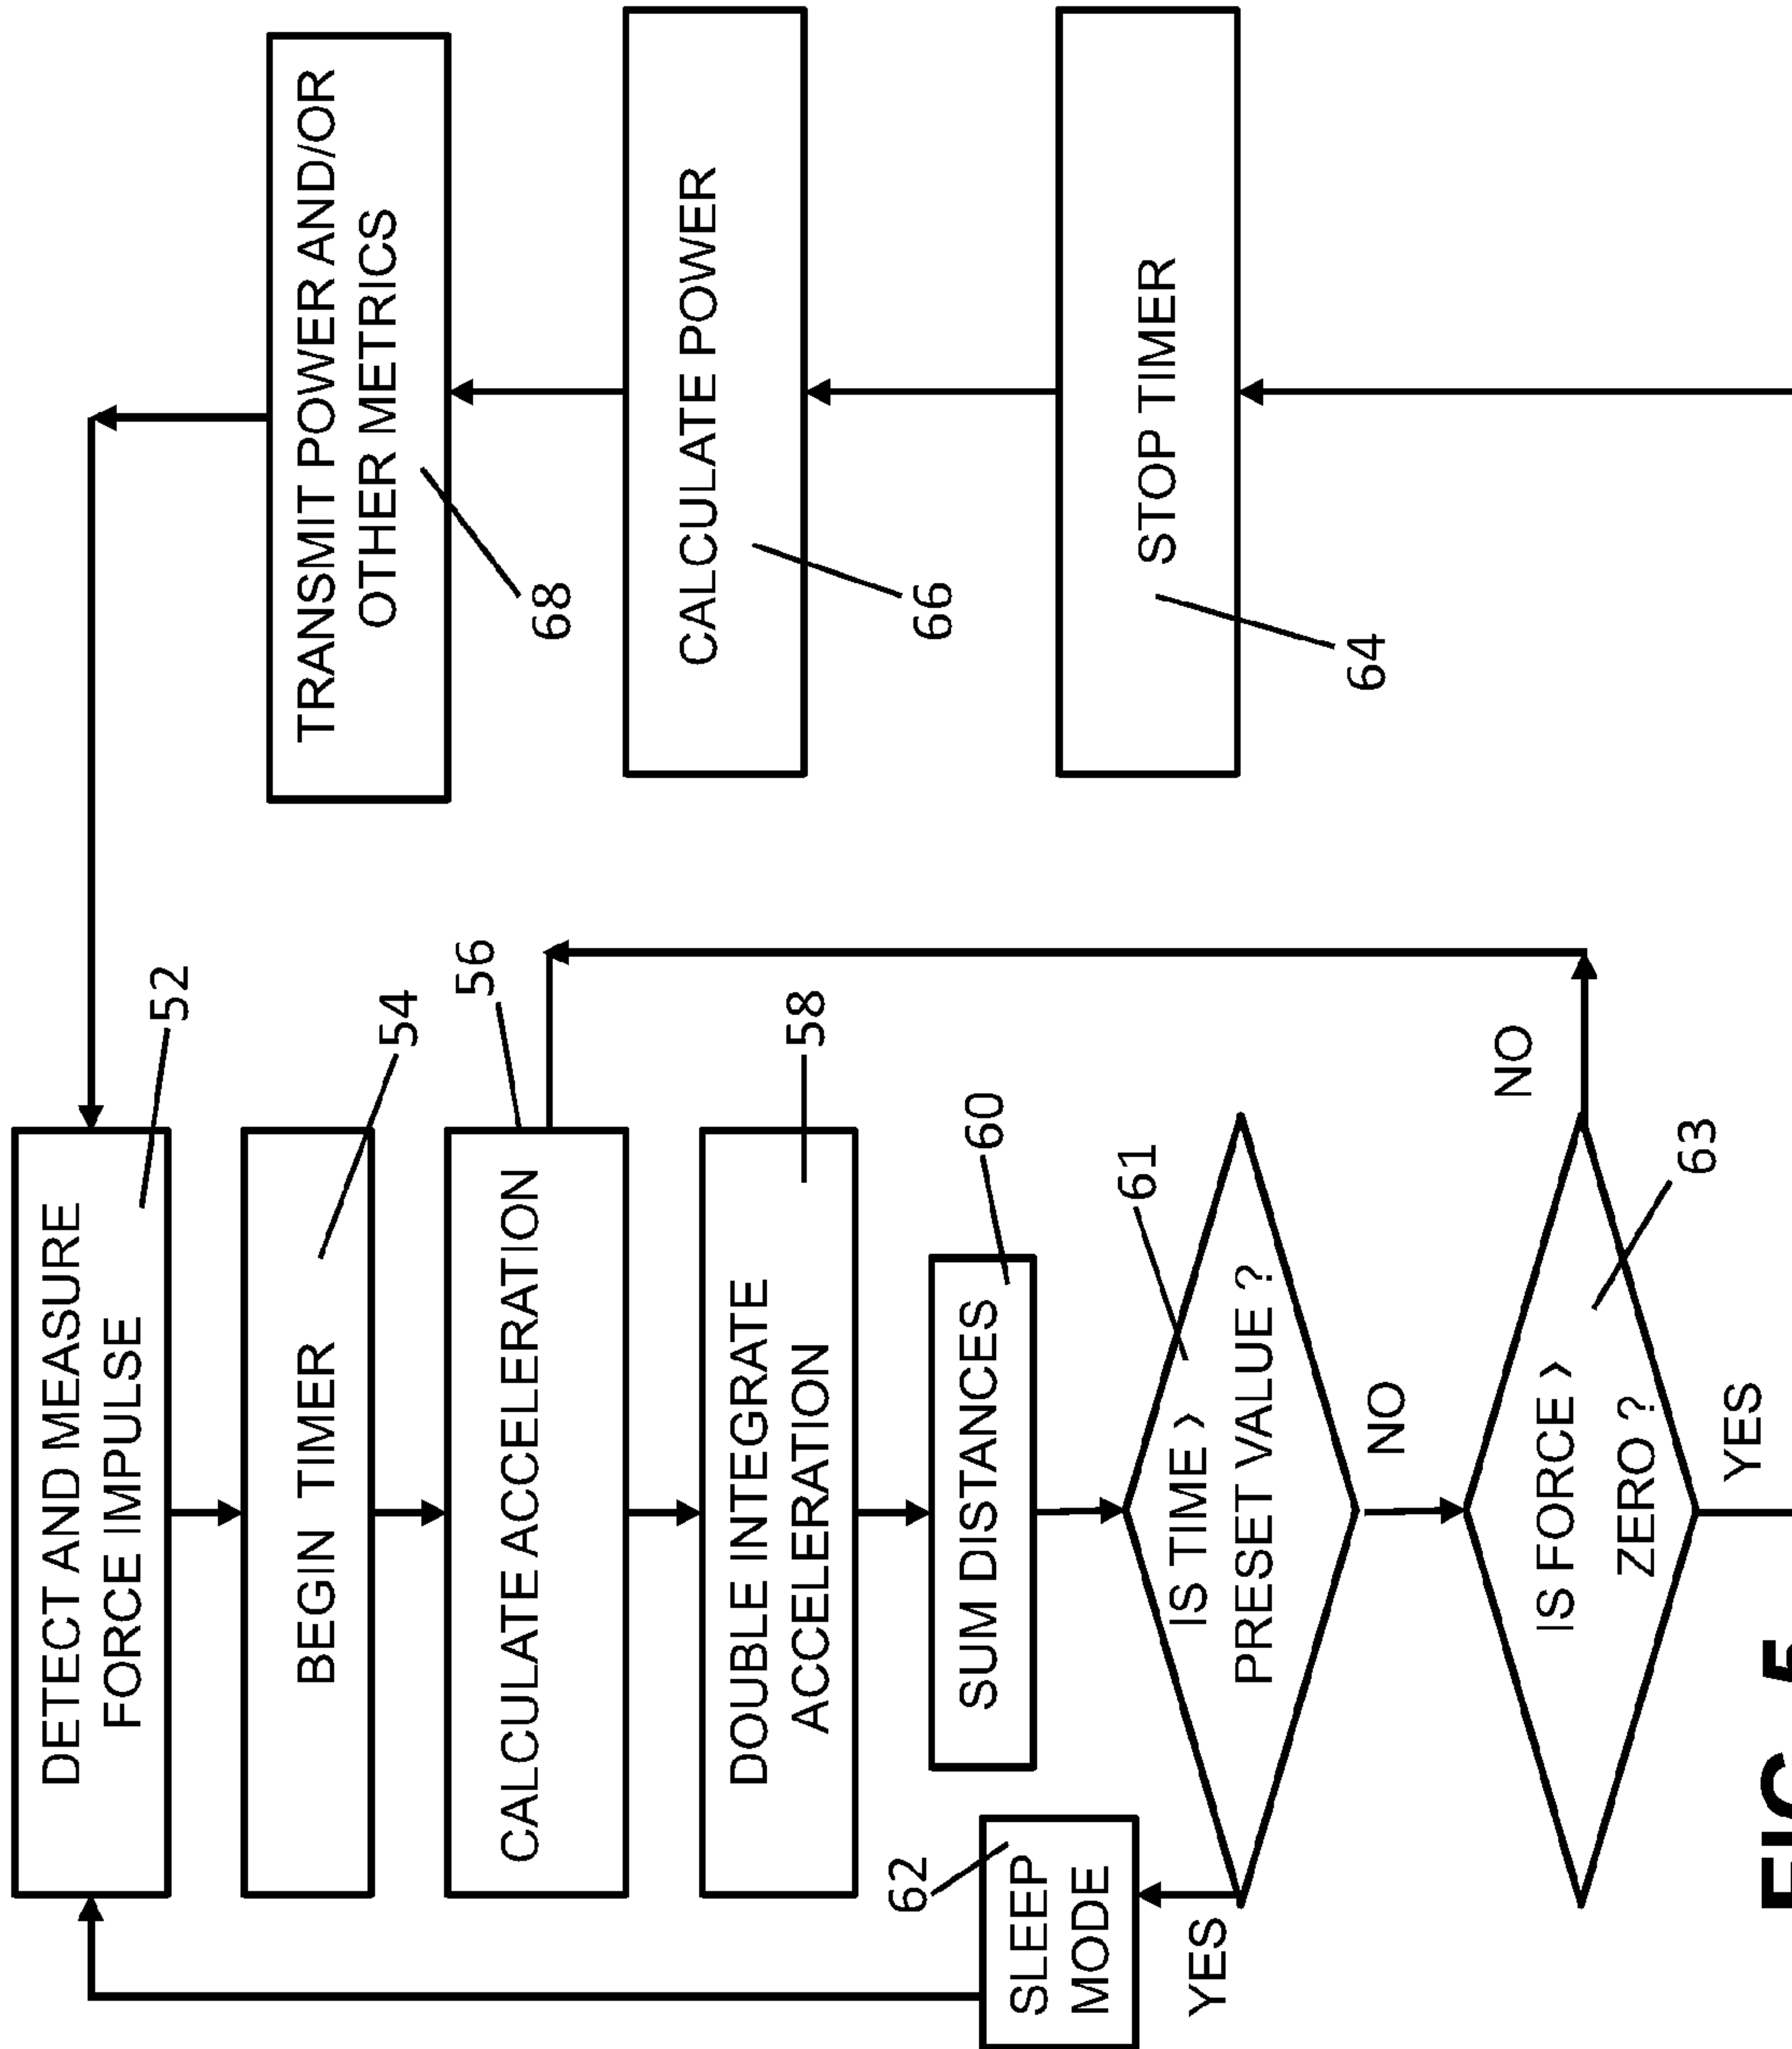 DETECT AND MEASURE
FORCE IMPULSE
52
BEGIN TIMER
54
CALCULATE ACCELERATION
56
DOUBLE INTEGRATE
ACCELERATION
58
SUM DISTANCES
60
IS TIME >
PRESET VALUE ?
61
YES
NO
SLEEP
MODE
62
IS FORCE >
ZERO ?
63
NO
YES
STOP TIMER
64
CALCULATE POWER
66
TRANSMIT POWER AND/OR
OTHER METRICS
68
FIG. 5